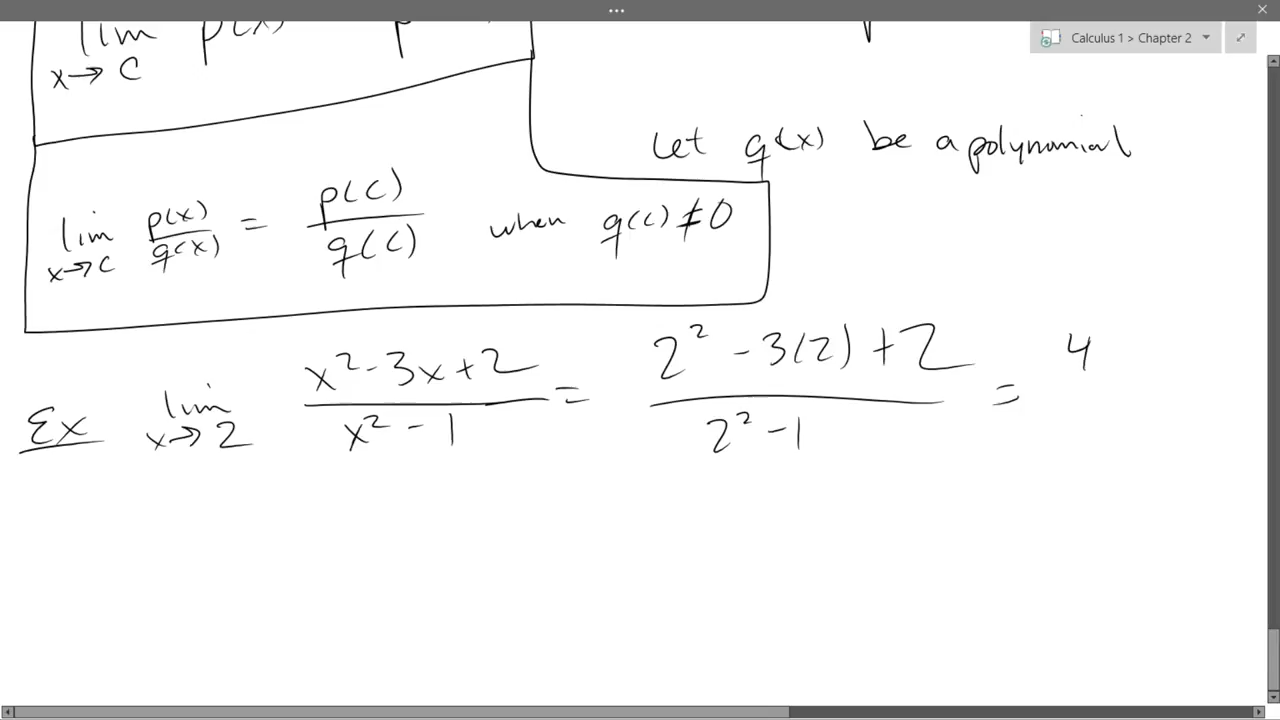 Calculus 1 > Chapter 2
lim p(x) p
x→c
Let q(x) be a polynomial
lim p(x)/q(x) = p(c)/q(c) when q(c) ≠ 0
x→c
Ex lim (x² - 3x + 2)/(x² - 1) = (2² - 3(2) + 2)/(2² - 1) = 4
x→2